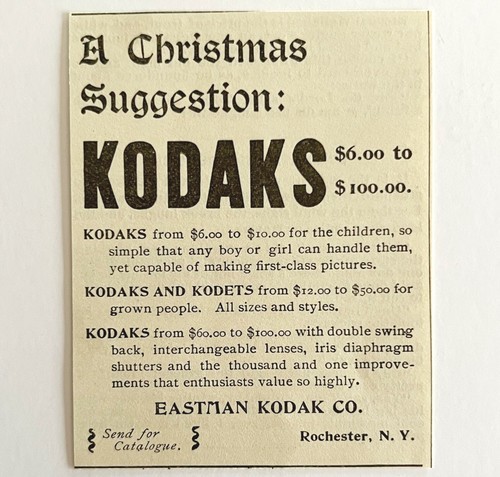 A Christmas
Suggestion:
KODAKS $6.00 to
$100.00.
KODAKS from $6.00 to $10.00 for the children, so
simple that any boy or girl can handle them,
yet capable of making first-class pictures.
KODAKS AND KODETS from $12.00 to $50.00 for
grown people. All sizes and styles.
KODAKS from $60.00 to $100.00 with double swing
back, interchangeable lenses, iris diaphragm
shutters and the thousand and one improve-
ments that enthusiasts value so highly.
EASTMAN KODAK CO.
Send for
Catalogue.
Rochester, N. Y.